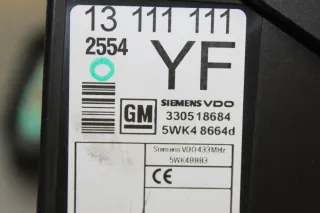 13 111 111
2554
YF
GM
SIEMENS VDO
330518684
5WK4 8664d
Siemens VDO 433MHz
5WK48883
CE